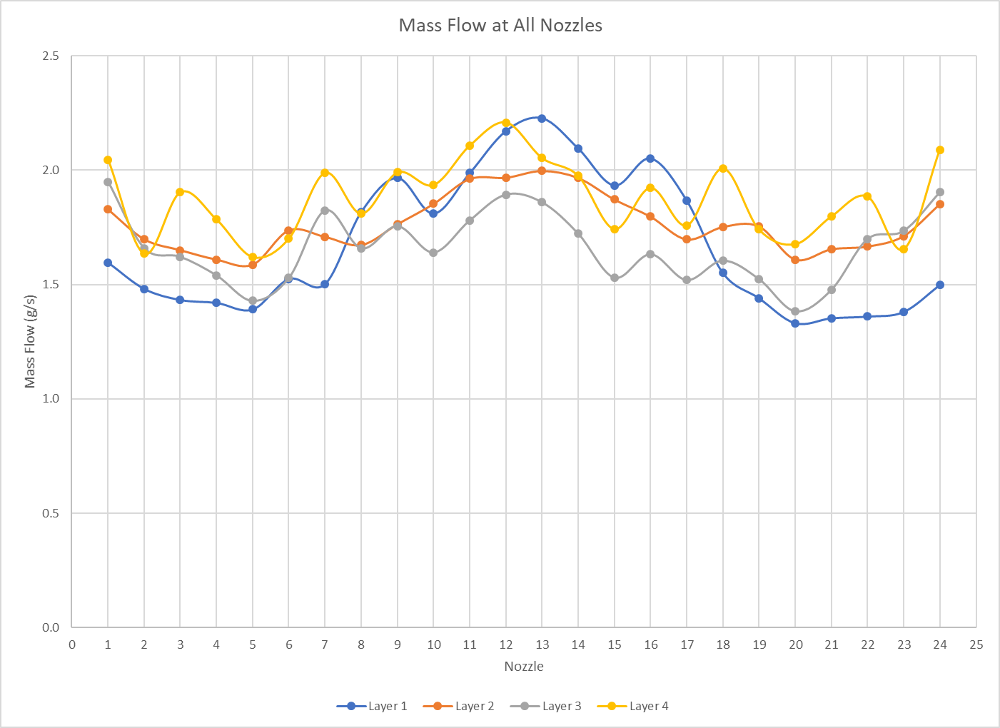 Mass Flow at All Nozzles
2.5
2.0
1.5
1.0
0.5
0.0
Mass Flow (g/s)
0 1 2 3 4 5 6 7 8 9 10 11 12 13 14 15 16 17 18 19 20 21 22 23 24 25
Nozzle
Layer 1 Layer 2 Layer 3 Layer 4